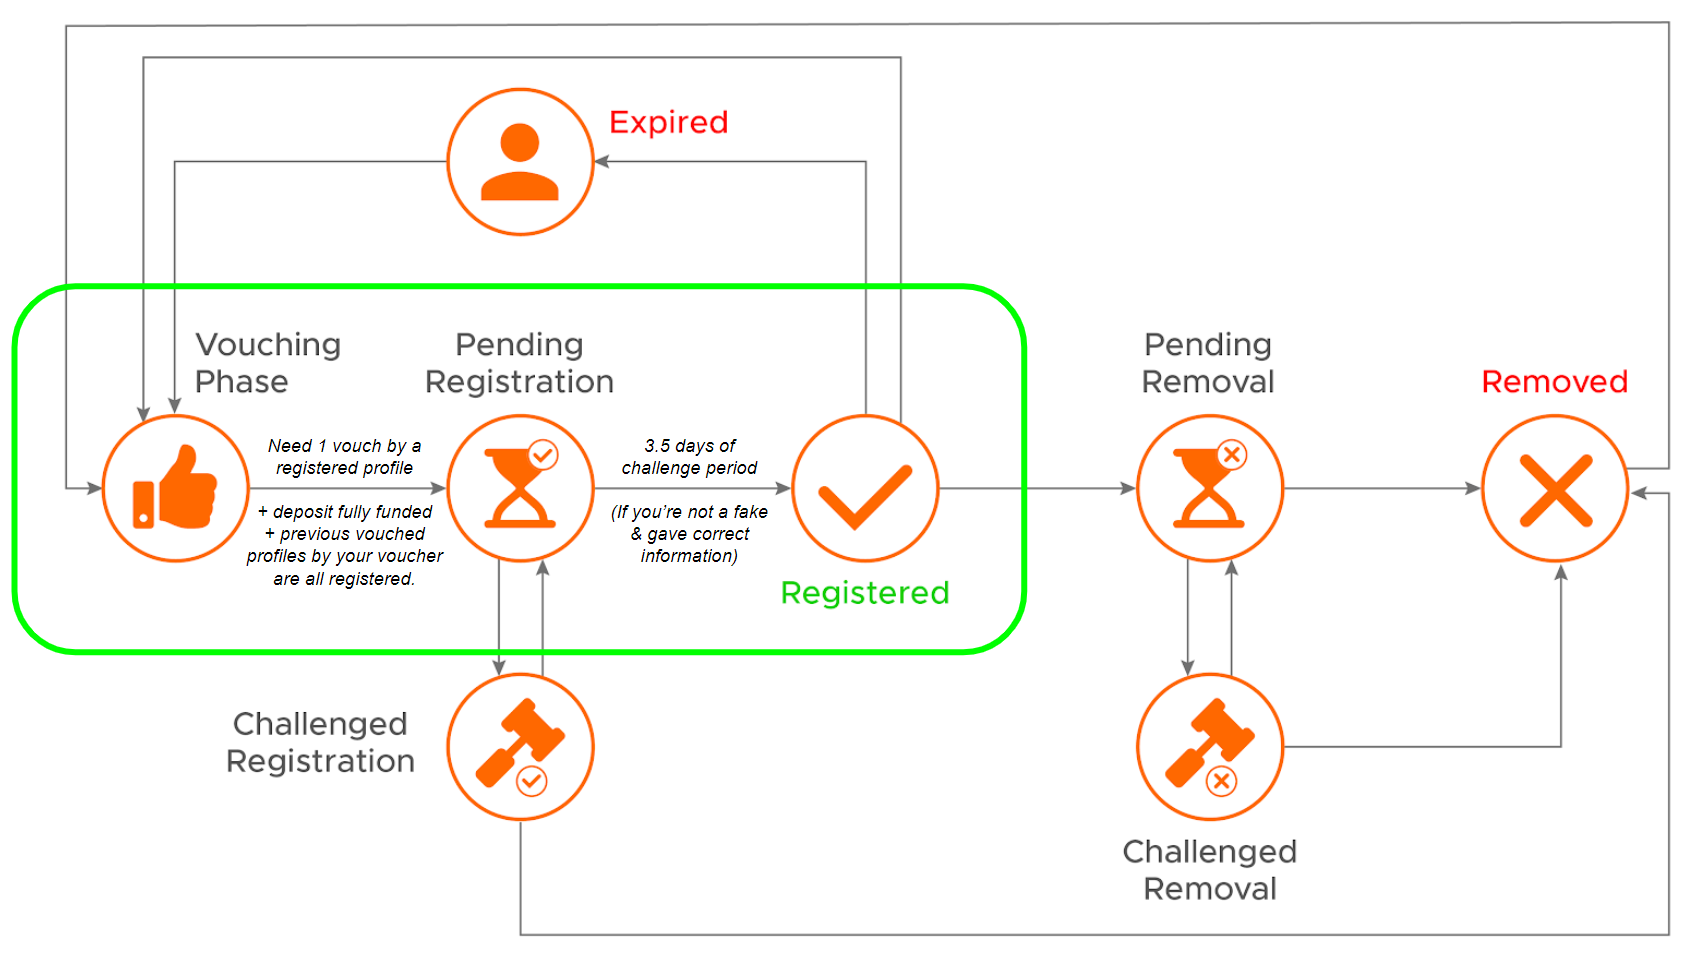 Expired
Vouching
Phase
Pending
Registration
Pending
Removal
Removed
Need 1 vouch by a
registered profile
+ deposit fully funded
+ previous vouched
profiles by your voucher
are all registered.
3.5 days of
challenge period
(If you're not a fake
& gave correct
information)
Registered
Challenged
Registration
Challenged
Removal